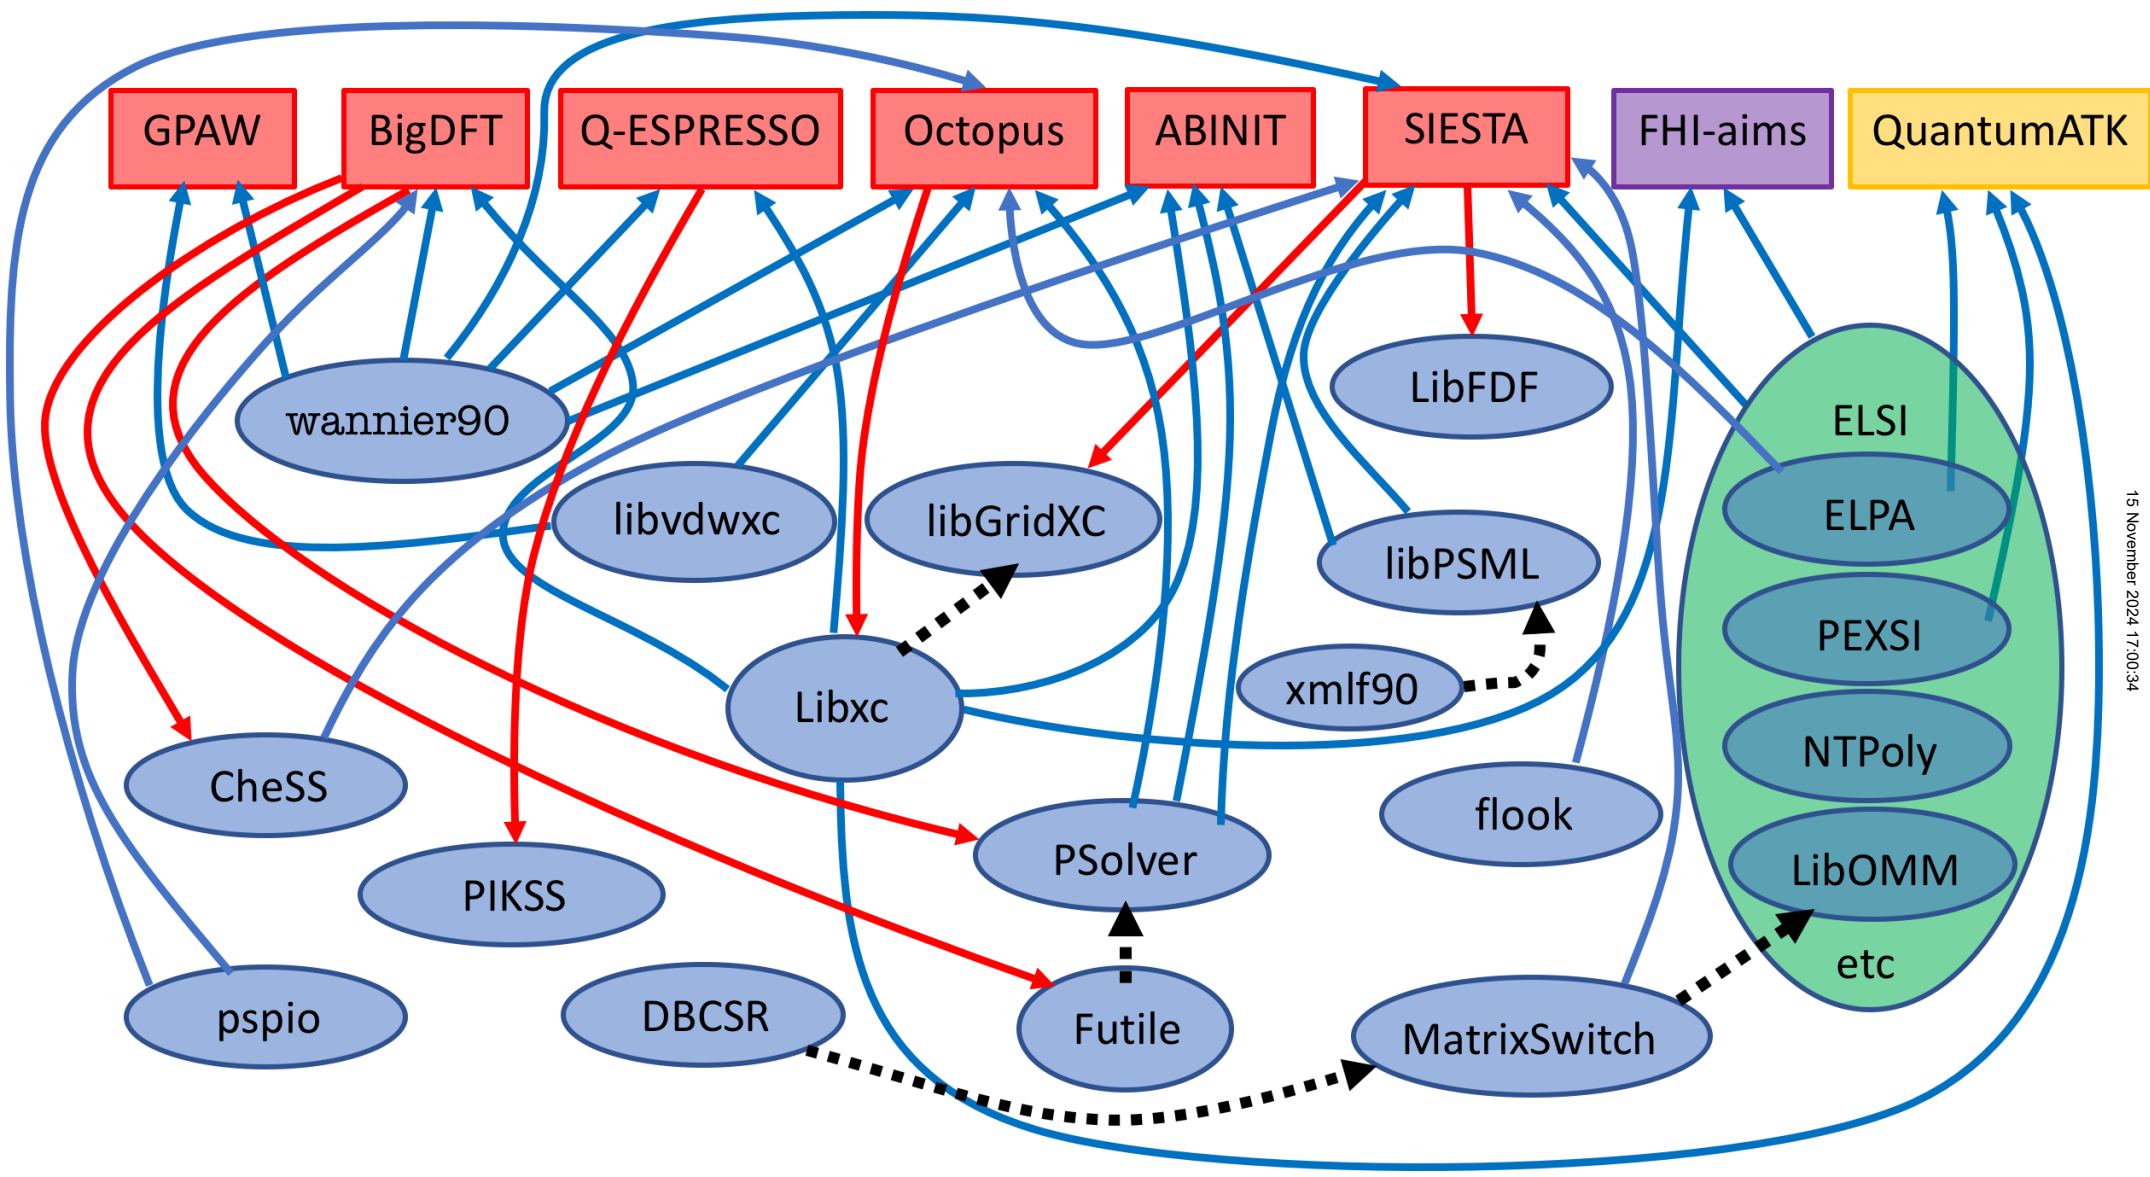 GPAW
BigDFT
Q-ESPRESSO
Octopus
ABINIT
SIESTA
FHI-aims
QuantumATK
LibFDF
wannier90
ELSI
libvdwxc
libGridXC
ELPA
libPSML
PEXSI
xmlf90
Libxc
NTPoly
CheSS
flook
PSolver
LibOMM
PIKSS
etc
pspio
DBCSR
Futile
MatrixSwitch
15 November 2024 17:00:34